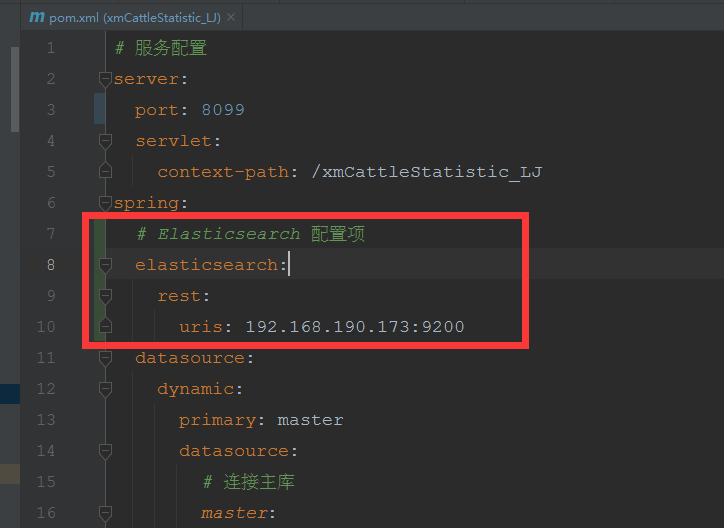 pom.xml (xmCattleStatistic_LJ)
1 # 服务配置
2 server:
3 port: 8099
4 servlet:
5 context-path: /xmCattleStatistic_LJ
6 spring:
7 # Elasticsearch 配置项
8 elasticsearch:
9 rest:
10 uris: 192.168.190.173:9200
11 datasource:
12 dynamic:
13 primary: master
14 datasource:
15 # 连接主库
16 master: